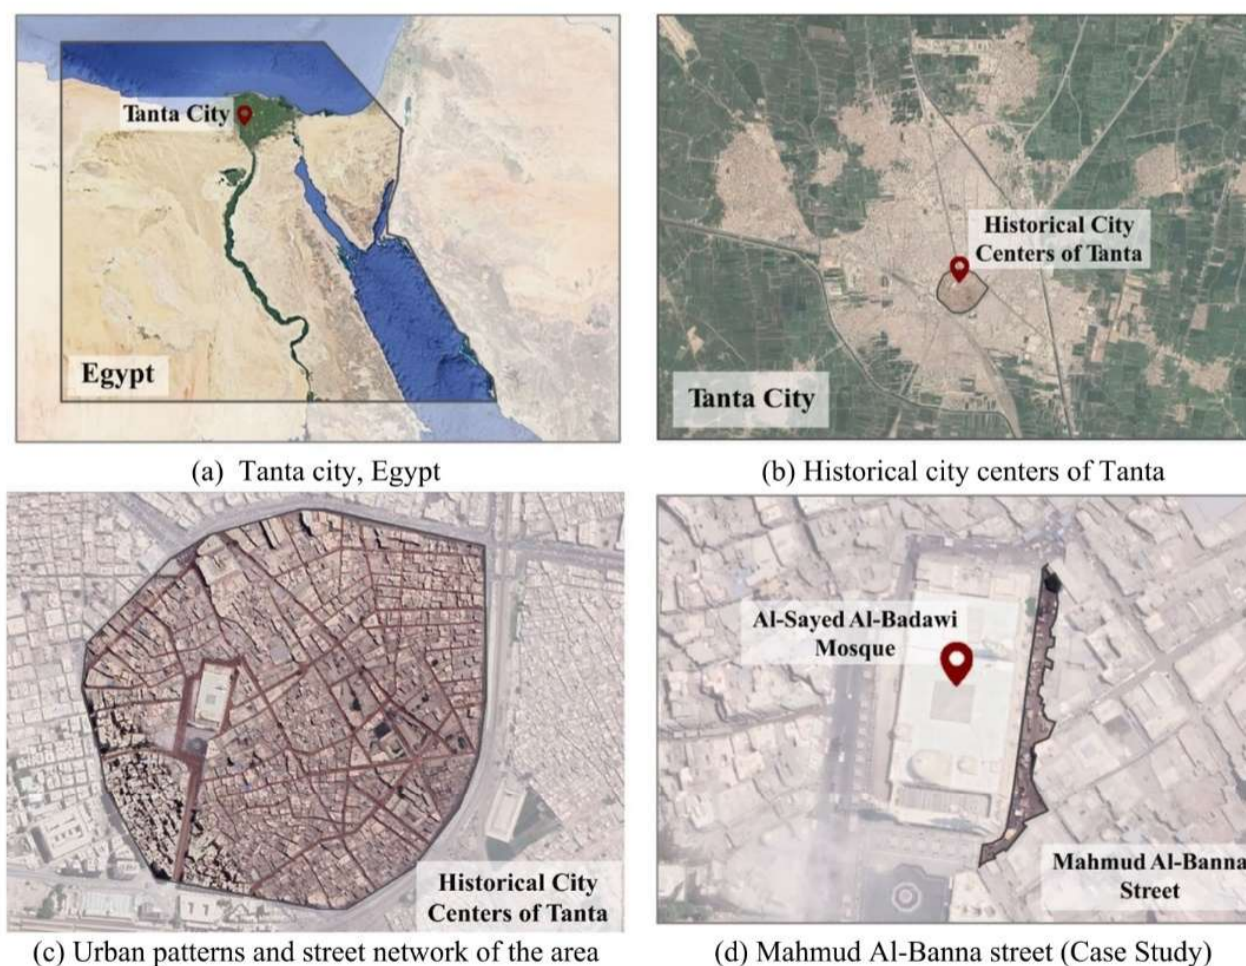 Tanta City
Egypt
(a) Tanta city, Egypt
Historical City
Centers of Tanta
Tanta City
(b) Historical city centers of Tanta
Historical City
Centers of Tanta
(c) Urban patterns and street network of the area
Al-Sayed Al-Badawi
Mosque
Mahmud Al-Banna
Street
(d) Mahmud Al-Banna street (Case Study)